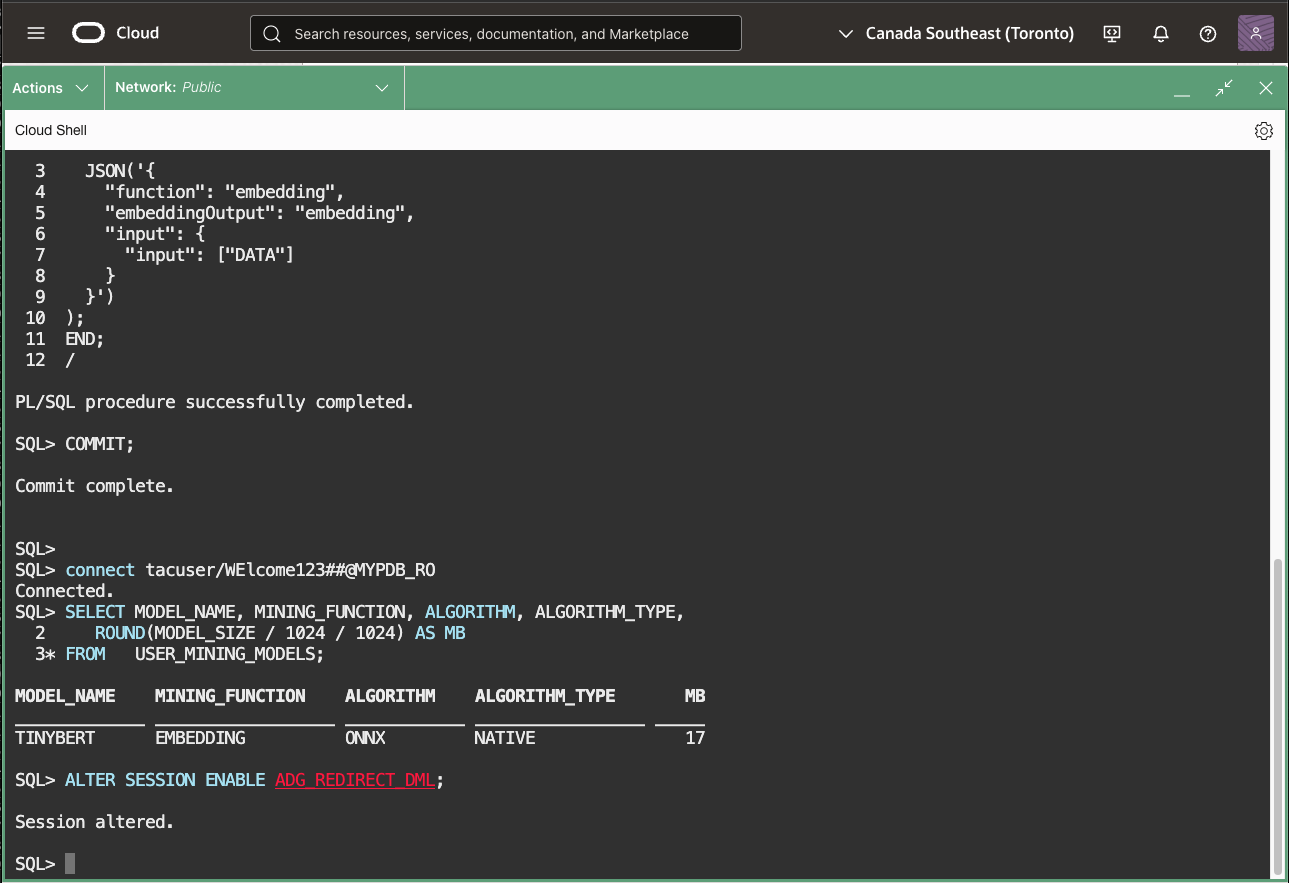 Cloud
Search resources, services, documentation, and Marketplace
Canada Southeast (Toronto)
Actions
Network: Public
Cloud Shell
3    JSON('{
4      "function": "embedding",
5      "embeddingOutput": "embedding",
6      "input": {
7        "input": ["DATA"]
8      }
9    }')
10  );
11  END;
12  /
PL/SQL procedure successfully completed.
SQL> COMMIT;
Commit complete.
SQL>
SQL> connect tacuser/WElcome123##@MYPDB_RO
Connected.
SQL> SELECT MODEL_NAME, MINING_FUNCTION, ALGORITHM, ALGORITHM_TYPE,
2     ROUND(MODEL_SIZE / 1024 / 1024) AS MB
3* FROM   USER_MINING_MODELS;
MODEL_NAME    MINING_FUNCTION    ALGORITHM    ALGORITHM_TYPE       MB
TINYBERT      EMBEDDING          ONNX         NATIVE               17
SQL> ALTER SESSION ENABLE ADG_REDIRECT_DML;
Session altered.
SQL>